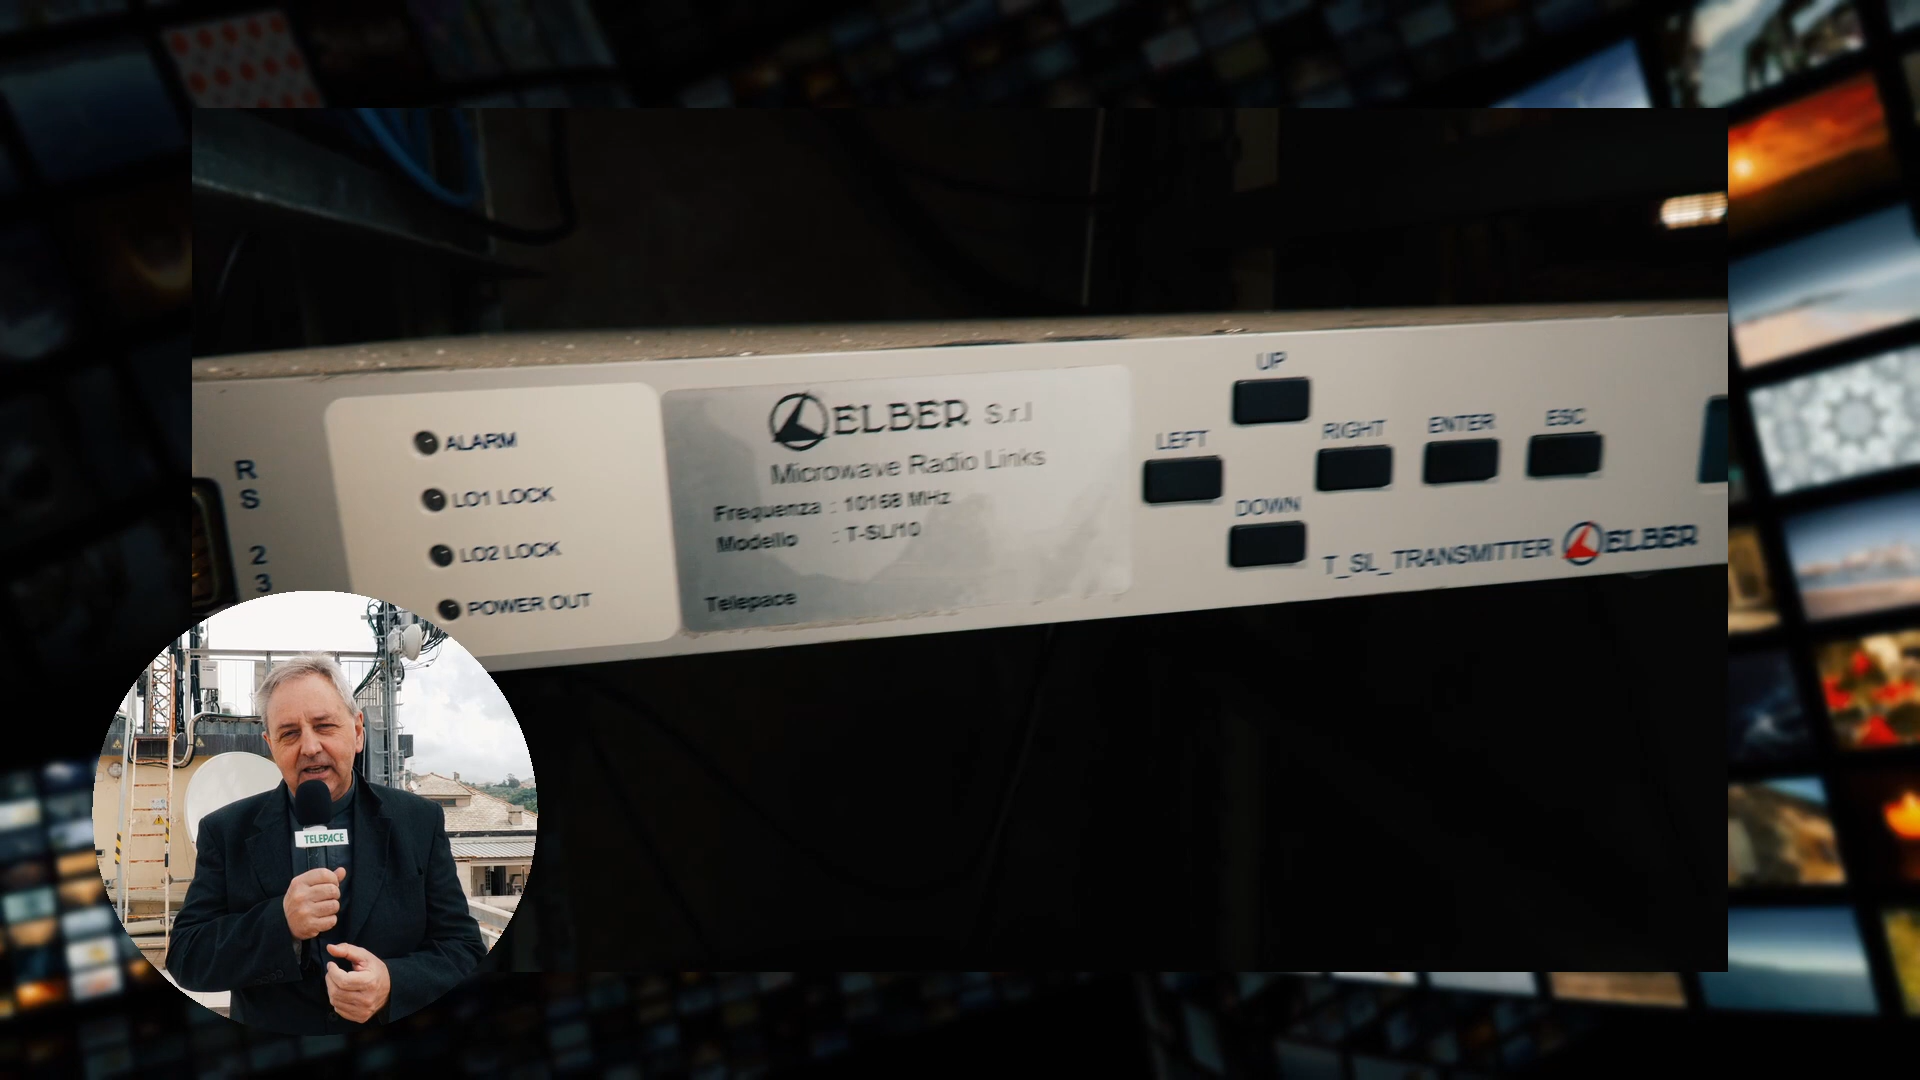 R
S
2
3
ALARM
LO1 LOCK
LO2 LOCK
POWER OUT
ELBER S.r.l
Microwave Radio Links
Frequenza : 10168 MHz
Modello : T-SL/10
Telepace
UP
LEFT
RIGHT
ENTER
ESC
DOWN
T_SL_TRANSMITTER ELBER
TELEPACE